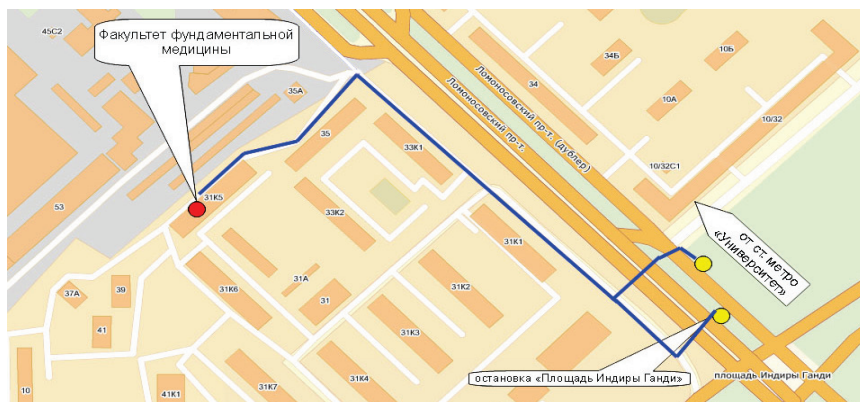 45С2
Факультет фундаментальной
медицины
35А
35
33К1
33К2
31К5
53
37А
39
41
10
41К1
31К6
31А
31
31К7
31К4
31К3
31К2
31К1
Ломоносовский пр-т.
Ломоносовский пр-т. (дублер)
34
34Б
10Б
10А
10/32
10/32С1
от ст. метро
«Университет»
остановка «Площадь Индиры Ганди»
площадь Индиры Ганди